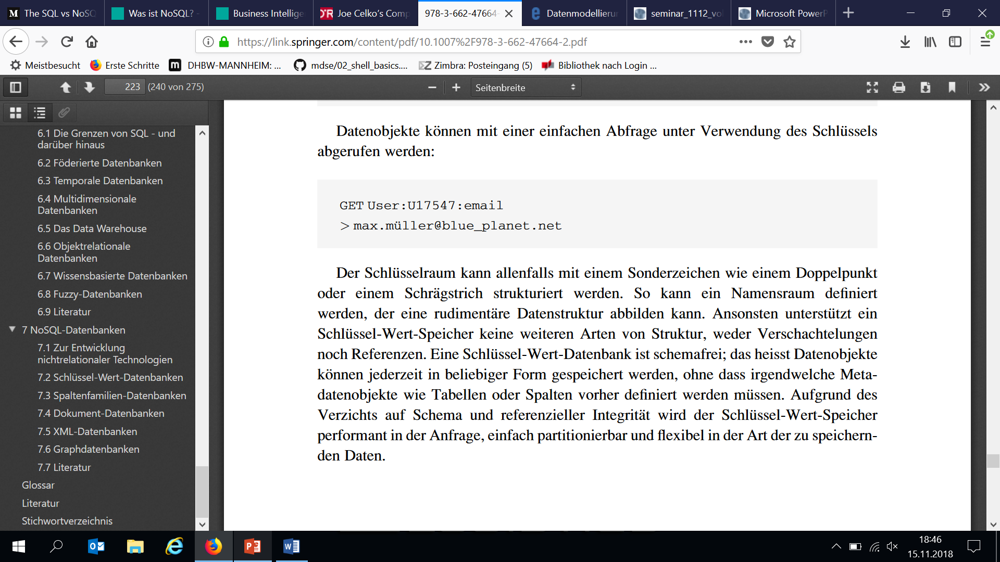 The SQL vs NoSQ
Was ist NoSQL? -
Business Intellige
Joe Celko's Comp
978-3-662-47664-
Datenmodellierun
seminar_1112_vol
Microsoft PowerP
https://link.springer.com/content/pdf/10.1007%2F978-3-662-47664-2.pdf
Meistbesucht Erste Schritte DHBW-MANNHEIM: ... mdse/02_shell_basics.... Zimbra: Posteingang (5) Bibliothek nach Login ...
223 (240 von 275) Seitenbreite
6.1 Die Grenzen von SQL - und
darüber hinaus
6.2 Föderierte Datenbanken
6.3 Temporale Datenbanken
6.4 Multidimensionale
Datenbanken
6.5 Das Data Warehouse
6.6 Objektrelationale
Datenbanken
6.7 Wissensbasierte Datenbanken
6.8 Fuzzy-Datenbanken
6.9 Literatur
7 NoSQL-Datenbanken
7.1 Zur Entwicklung
nichtrelationaler Technologien
7.2 Schlüssel-Wert-Datenbanken
7.3 Spaltenfamilien-Datenbanken
7.4 Dokument-Datenbanken
7.5 XML-Datenbanken
7.6 Graphdatenbanken
7.7 Literatur
Glossar
Literatur
Stichwortverzeichnis
Datenobjekte können mit einer einfachen Abfrage unter Verwendung des Schlüssels
abgerufen werden:
GET User:U17547:email
> max.müller@blue_planet.net
Der Schlüsselraum kann allenfalls mit einem Sonderzeichen wie einem Doppelpunkt
oder einem Schrägstrich strukturiert werden. So kann ein Namensraum definiert
werden, der eine rudimentäre Datenstruktur abbilden kann. Ansonsten unterstützt ein
Schlüssel-Wert-Speicher keine weiteren Arten von Struktur, weder Verschachtelungen
noch Referenzen. Eine Schlüssel-Wert-Datenbank ist schemafrei; das heisst Datenobjekte
können jederzeit in beliebiger Form gespeichert werden, ohne dass irgendwelche Meta-
datenobjekte wie Tabellen oder Spalten vorher definiert werden müssen. Aufgrund des
Verzichts auf Schema und referenzieller Integrität wird der Schlüssel-Wert-Speicher
performant in der Anfrage, einfach partitionierbar und flexibel in der Art der zu speichern-
den Daten.
18:46
15.11.2018